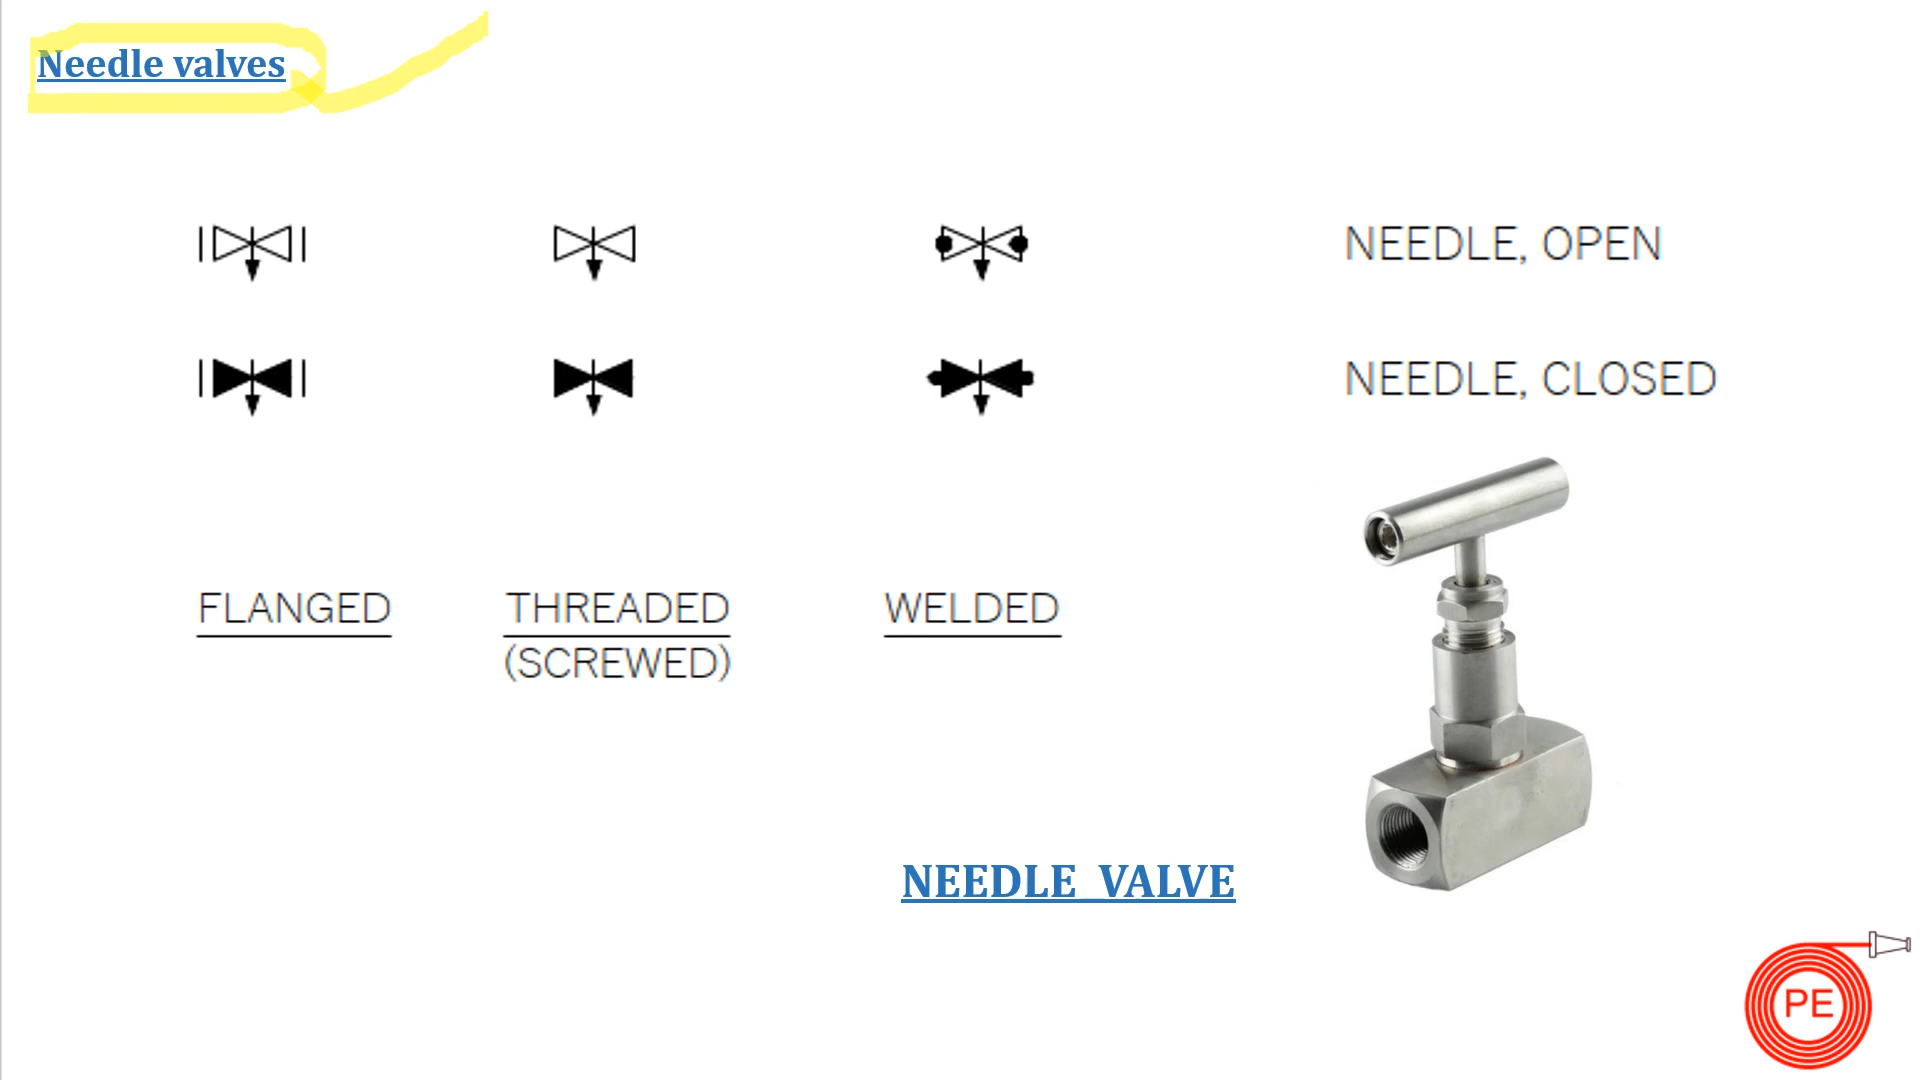 Needle valves
NEEDLE, OPEN
NEEDLE, CLOSED
FLANGED
THREADED
(SCREWED)
WELDED
NEEDLE VALVE
PE